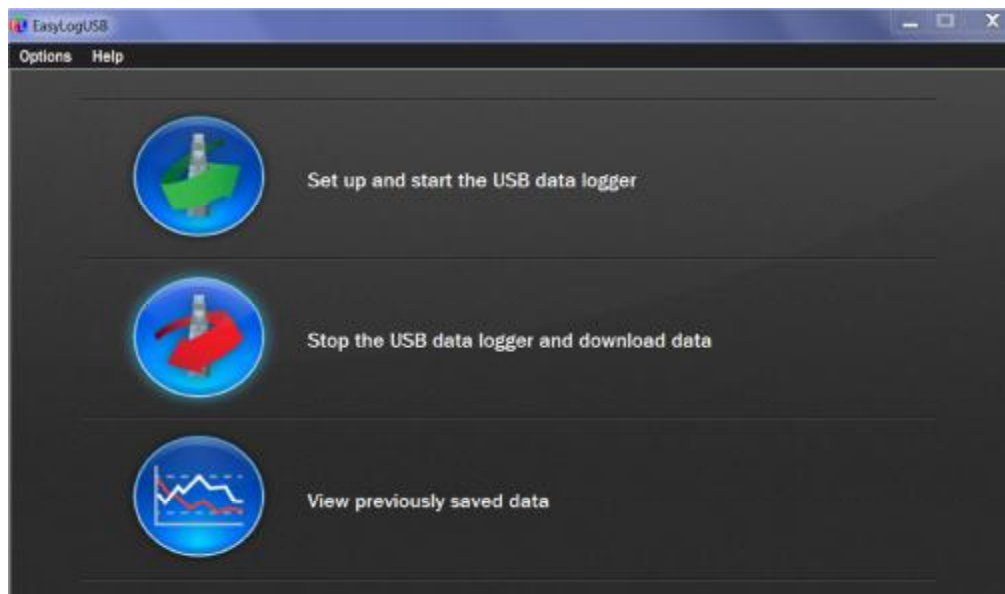 EasyLogUSB
Options Help
Set up and start the USB data logger
Stop the USB data logger and download data
View previously saved data